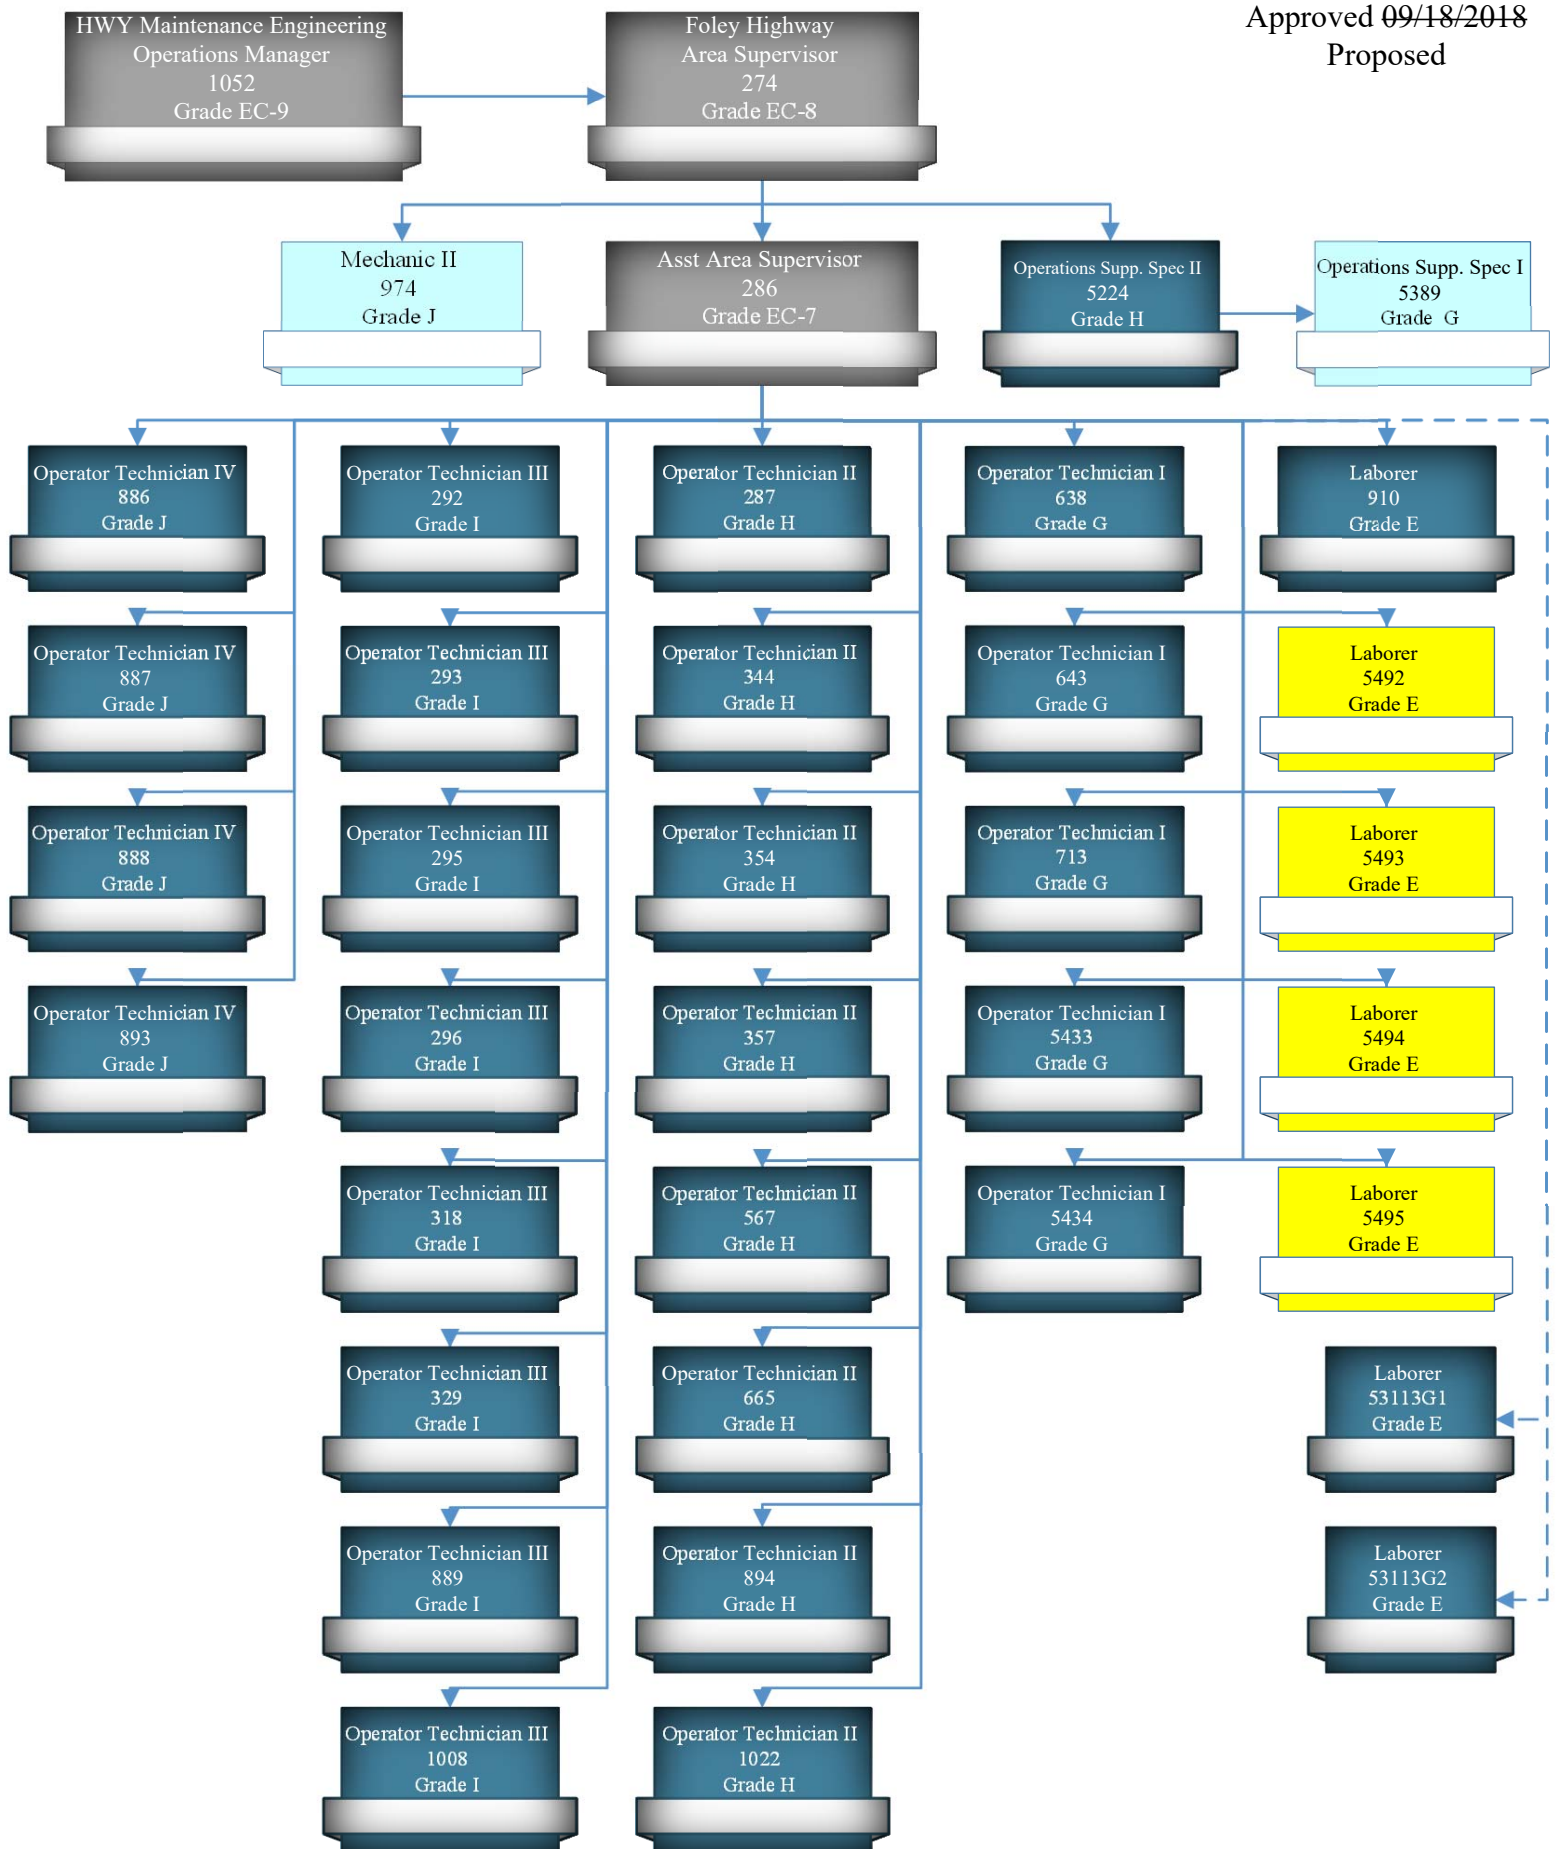 HWY Maintenance Engineering
Operations Manager
1052
Grade EC-9
Foley Highway
Area Supervisor
274
Grade EC-8
Approved 09/18/2018
Proposed
Mechanic II
974
Grade J
Asst Area Supervisor
286
Grade EC-7
Operations Supp. Spec II
5224
Grade H
Operations Supp. Spec I
5389
Grade G
Operator Technician IV
886
Grade J
Operator Technician III
292
Grade I
Operator Technician II
287
Grade H
Operator Technician I
638
Grade G
Laborer
910
Grade E
Operator Technician IV
887
Grade J
Operator Technician III
293
Grade I
Operator Technician II
344
Grade H
Operator Technician I
643
Grade G
Laborer
5492
Grade E
Operator Technician IV
888
Grade J
Operator Technician III
295
Grade I
Operator Technician II
354
Grade H
Operator Technician I
713
Grade G
Laborer
5493
Grade E
Operator Technician IV
893
Grade J
Operator Technician III
296
Grade I
Operator Technician II
357
Grade H
Operator Technician I
5433
Grade G
Laborer
5494
Grade E
Operator Technician III
318
Grade I
Operator Technician II
567
Grade H
Operator Technician I
5434
Grade G
Laborer
5495
Grade E
Operator Technician III
329
Grade I
Operator Technician II
665
Grade H
Laborer
53113G1
Grade E
Operator Technician III
889
Grade I
Operator Technician II
894
Grade H
Laborer
53113G2
Grade E
Operator Technician III
1008
Grade I
Operator Technician II
1022
Grade H